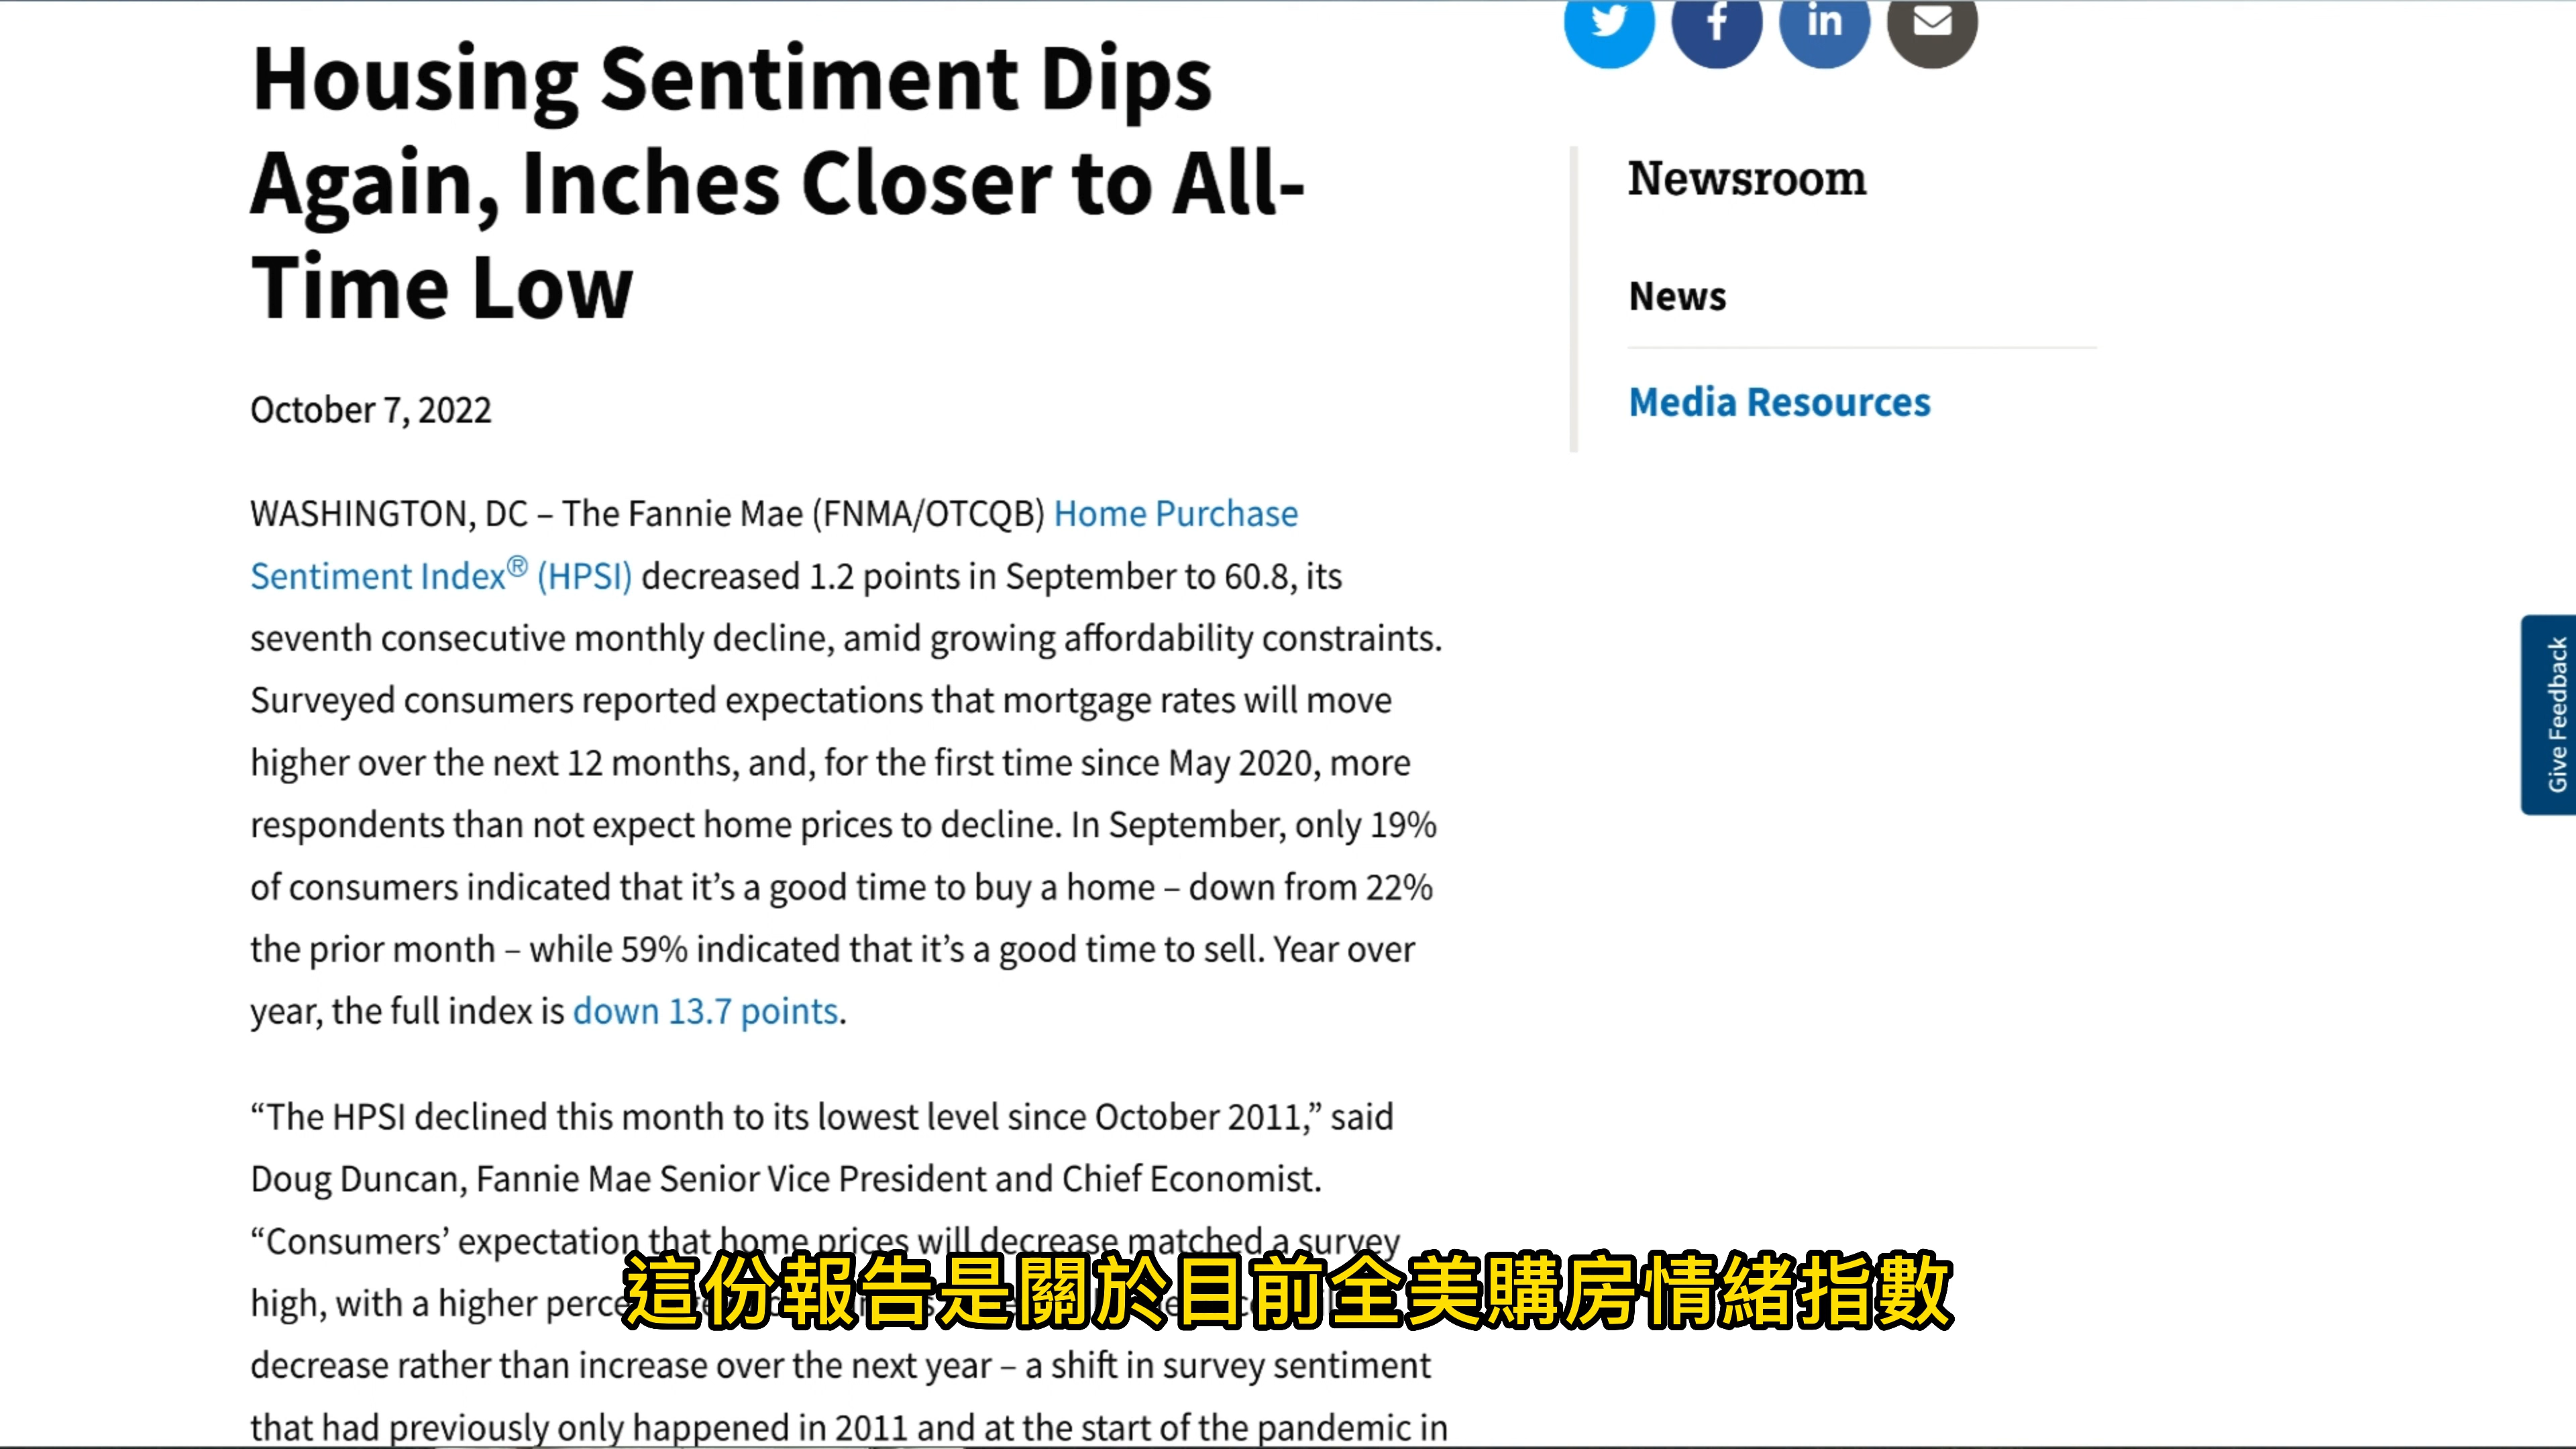 Housing Sentiment Dips
Again, Inches Closer to All-
Time Low
October 7, 2022
WASHINGTON, DC – The Fannie Mae (FNMA/OTCQB) Home Purchase
Sentiment Index® (HPSI) decreased 1.2 points in September to 60.8, its
seventh consecutive monthly decline, amid growing affordability constraints.
Surveyed consumers reported expectations that mortgage rates will move
higher over the next 12 months, and, for the first time since May 2020, more
respondents than not expect home prices to decline. In September, only 19%
of consumers indicated that it’s a good time to buy a home – down from 22%
the prior month – while 59% indicated that it’s a good time to sell. Year over
year, the full index is down 13.7 points.
“The HPSI declined this month to its lowest level since October 2011,” said
Doug Duncan, Fannie Mae Senior Vice President and Chief Economist.
“Consumers’ expectation that home prices will decrease matched a survey
high, with a higher
decrease rather than increase over the next year – a shift in survey sentiment
that had previously only happened in 2011 and at the start of the pandemic in
這份報告是關於目前全美購房情緒指數
f
in
Newsroom
News
Media Resources
Give Feedback